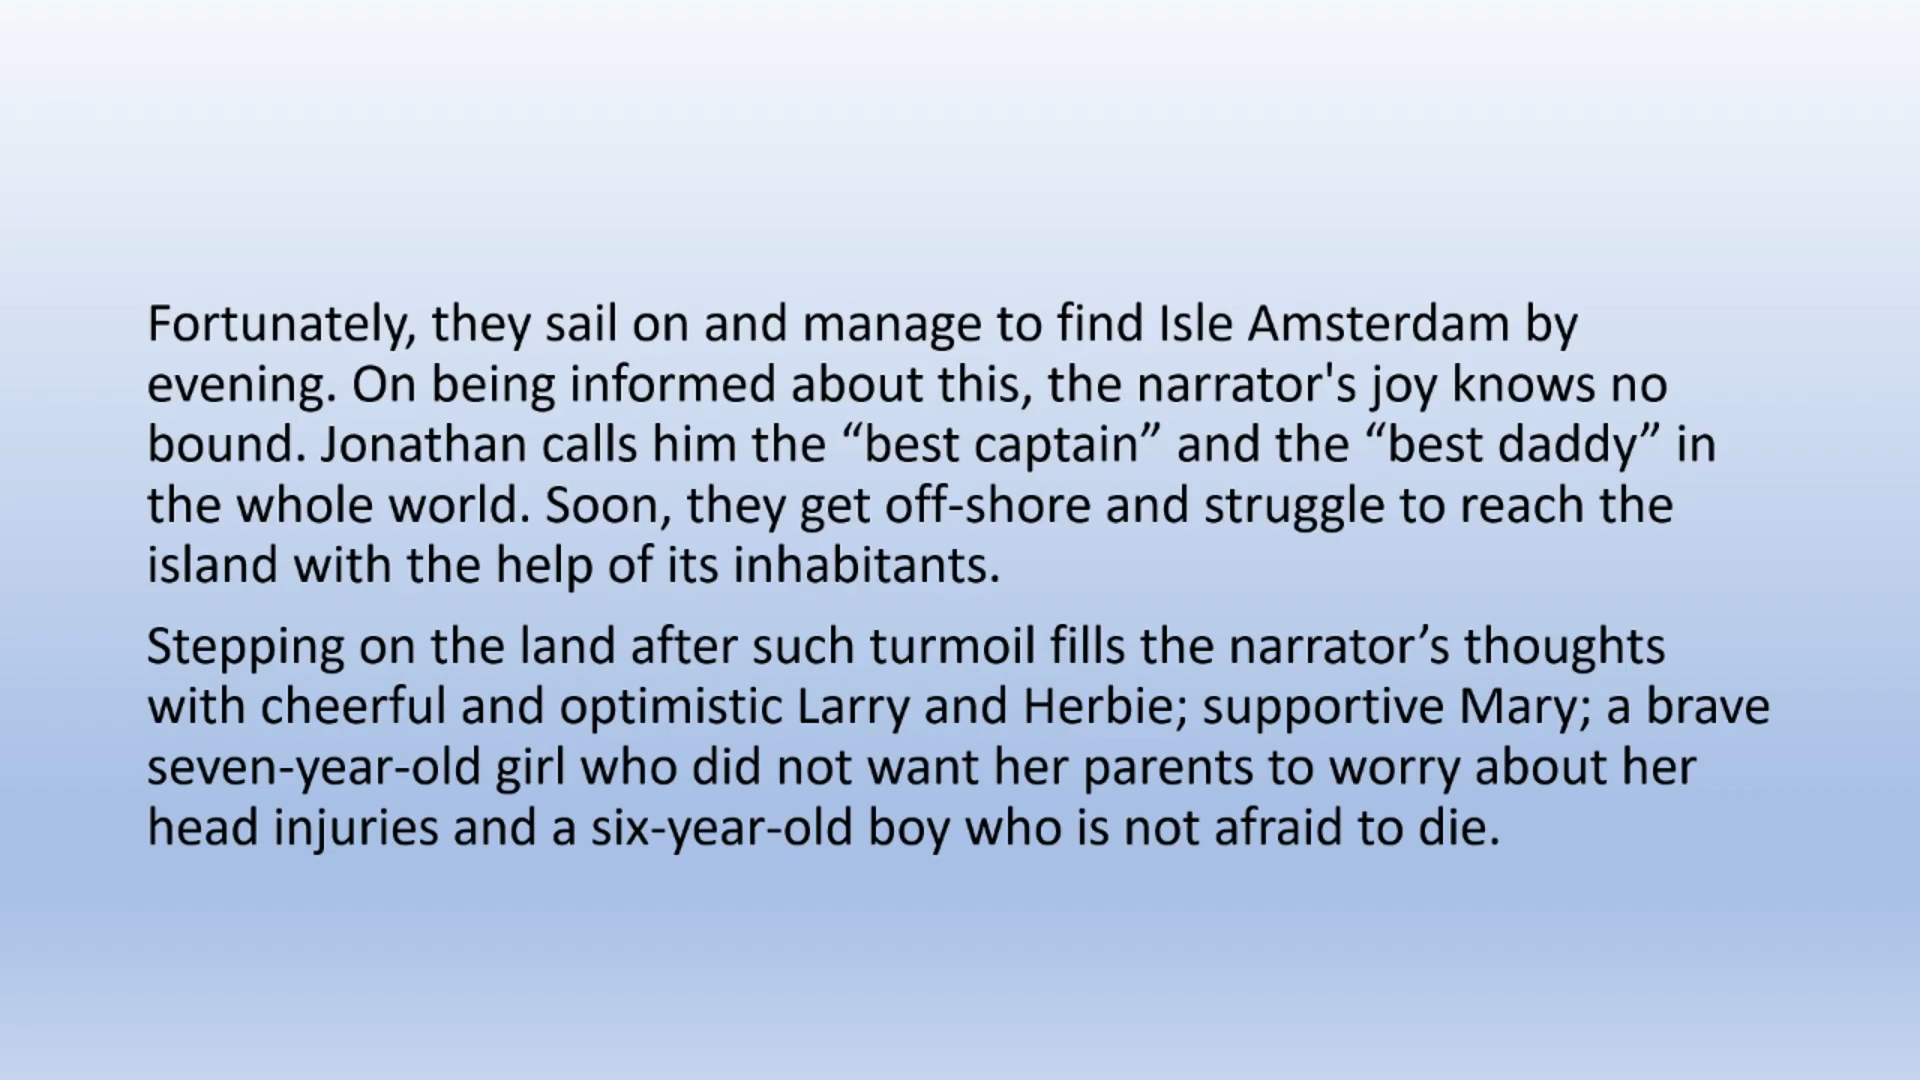 Fortunately, they sail on and manage to find Isle Amsterdam by
evening. On being informed about this, the narrator's joy knows no
bound. Jonathan calls him the “best captain” and the “best daddy” in
the whole world. Soon, they get off-shore and struggle to reach the
island with the help of its inhabitants.
Stepping on the land after such turmoil fills the narrator’s thoughts
with cheerful and optimistic Larry and Herbie; supportive Mary; a brave
seven-year-old girl who did not want her parents to worry about her
head injuries and a six-year-old boy who is not afraid to die.